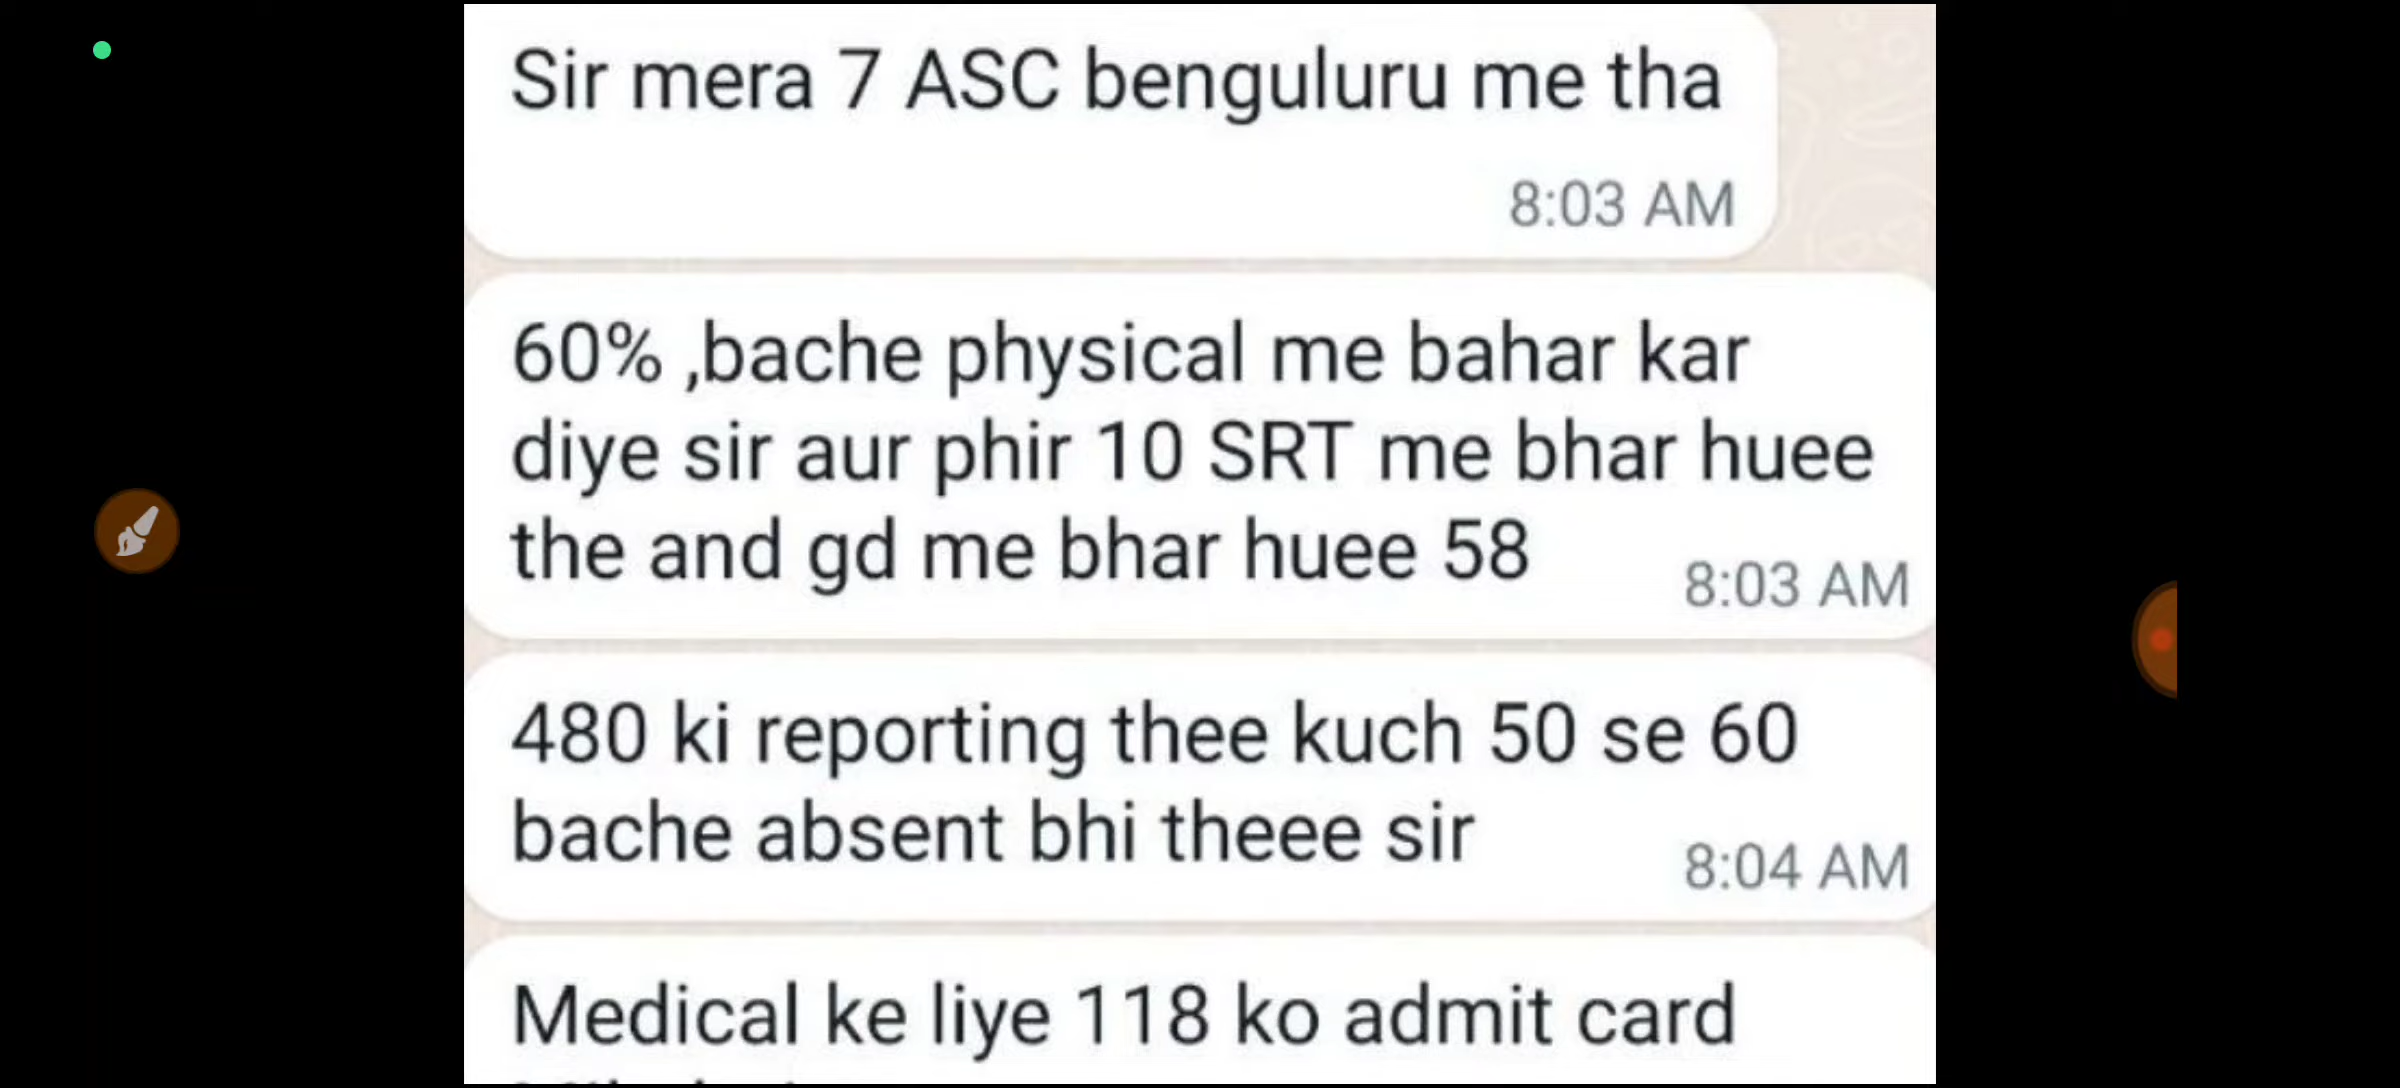 Sir mera 7 ASC benguluru me tha
8:03 AM
60% ,bache physical me bahar kar
diye sir aur phir 10 SRT me bhar huee
the and gd me bhar huee 58
8:03 AM
480 ki reporting thee kuch 50 se 60
bache absent bhi theee sir
8:04 AM
Medical ke liye 118 ko admit card